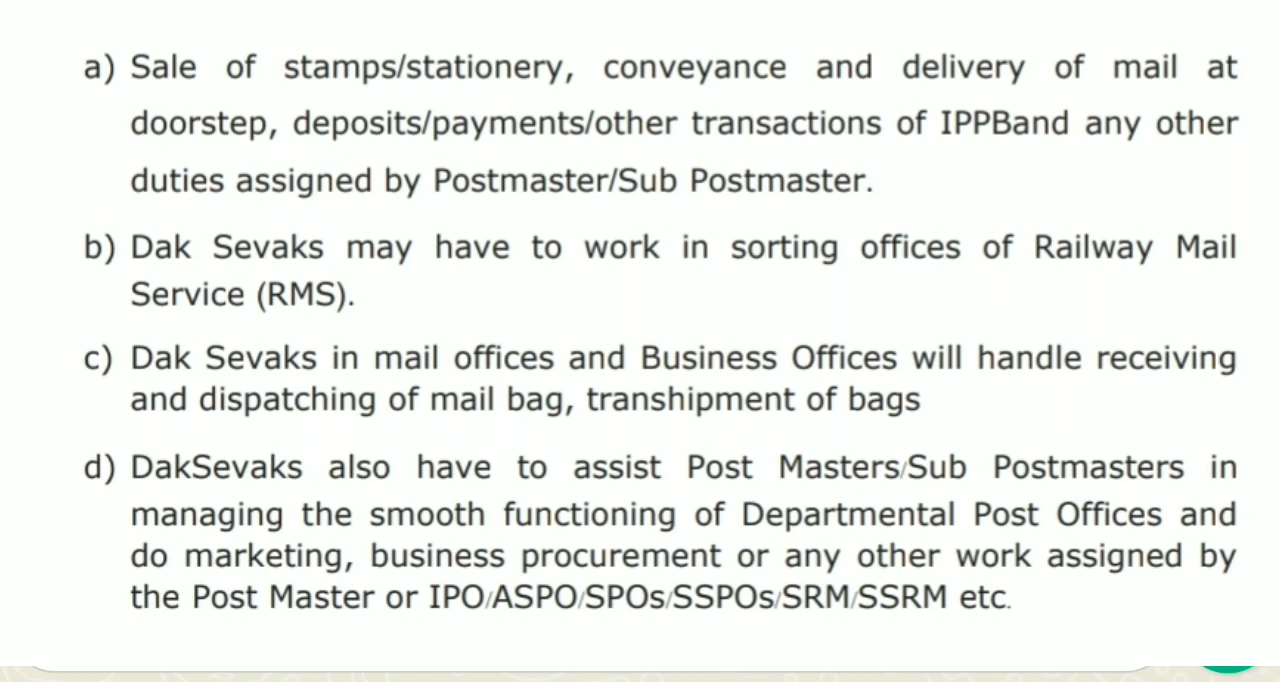 a) Sale of stamps/stationery, conveyance and delivery of mail at
doorstep, deposits/payments/other transactions of IPPBand any other
duties assigned by Postmaster/Sub Postmaster.
b) Dak Sevaks may have to work in sorting offices of Railway Mail
Service (RMS).
c) Dak Sevaks in mail offices and Business Offices will handle receiving
and dispatching of mail bag, transhipment of bags
d) DakSevaks also have to assist Post Masters/Sub Postmasters in
managing the smooth functioning of Departmental Post Offices and
do marketing, business procurement or any other work assigned by
the Post Master or IPO/ASPO/SPOs/SSPOs/SRM/SSRM etc.